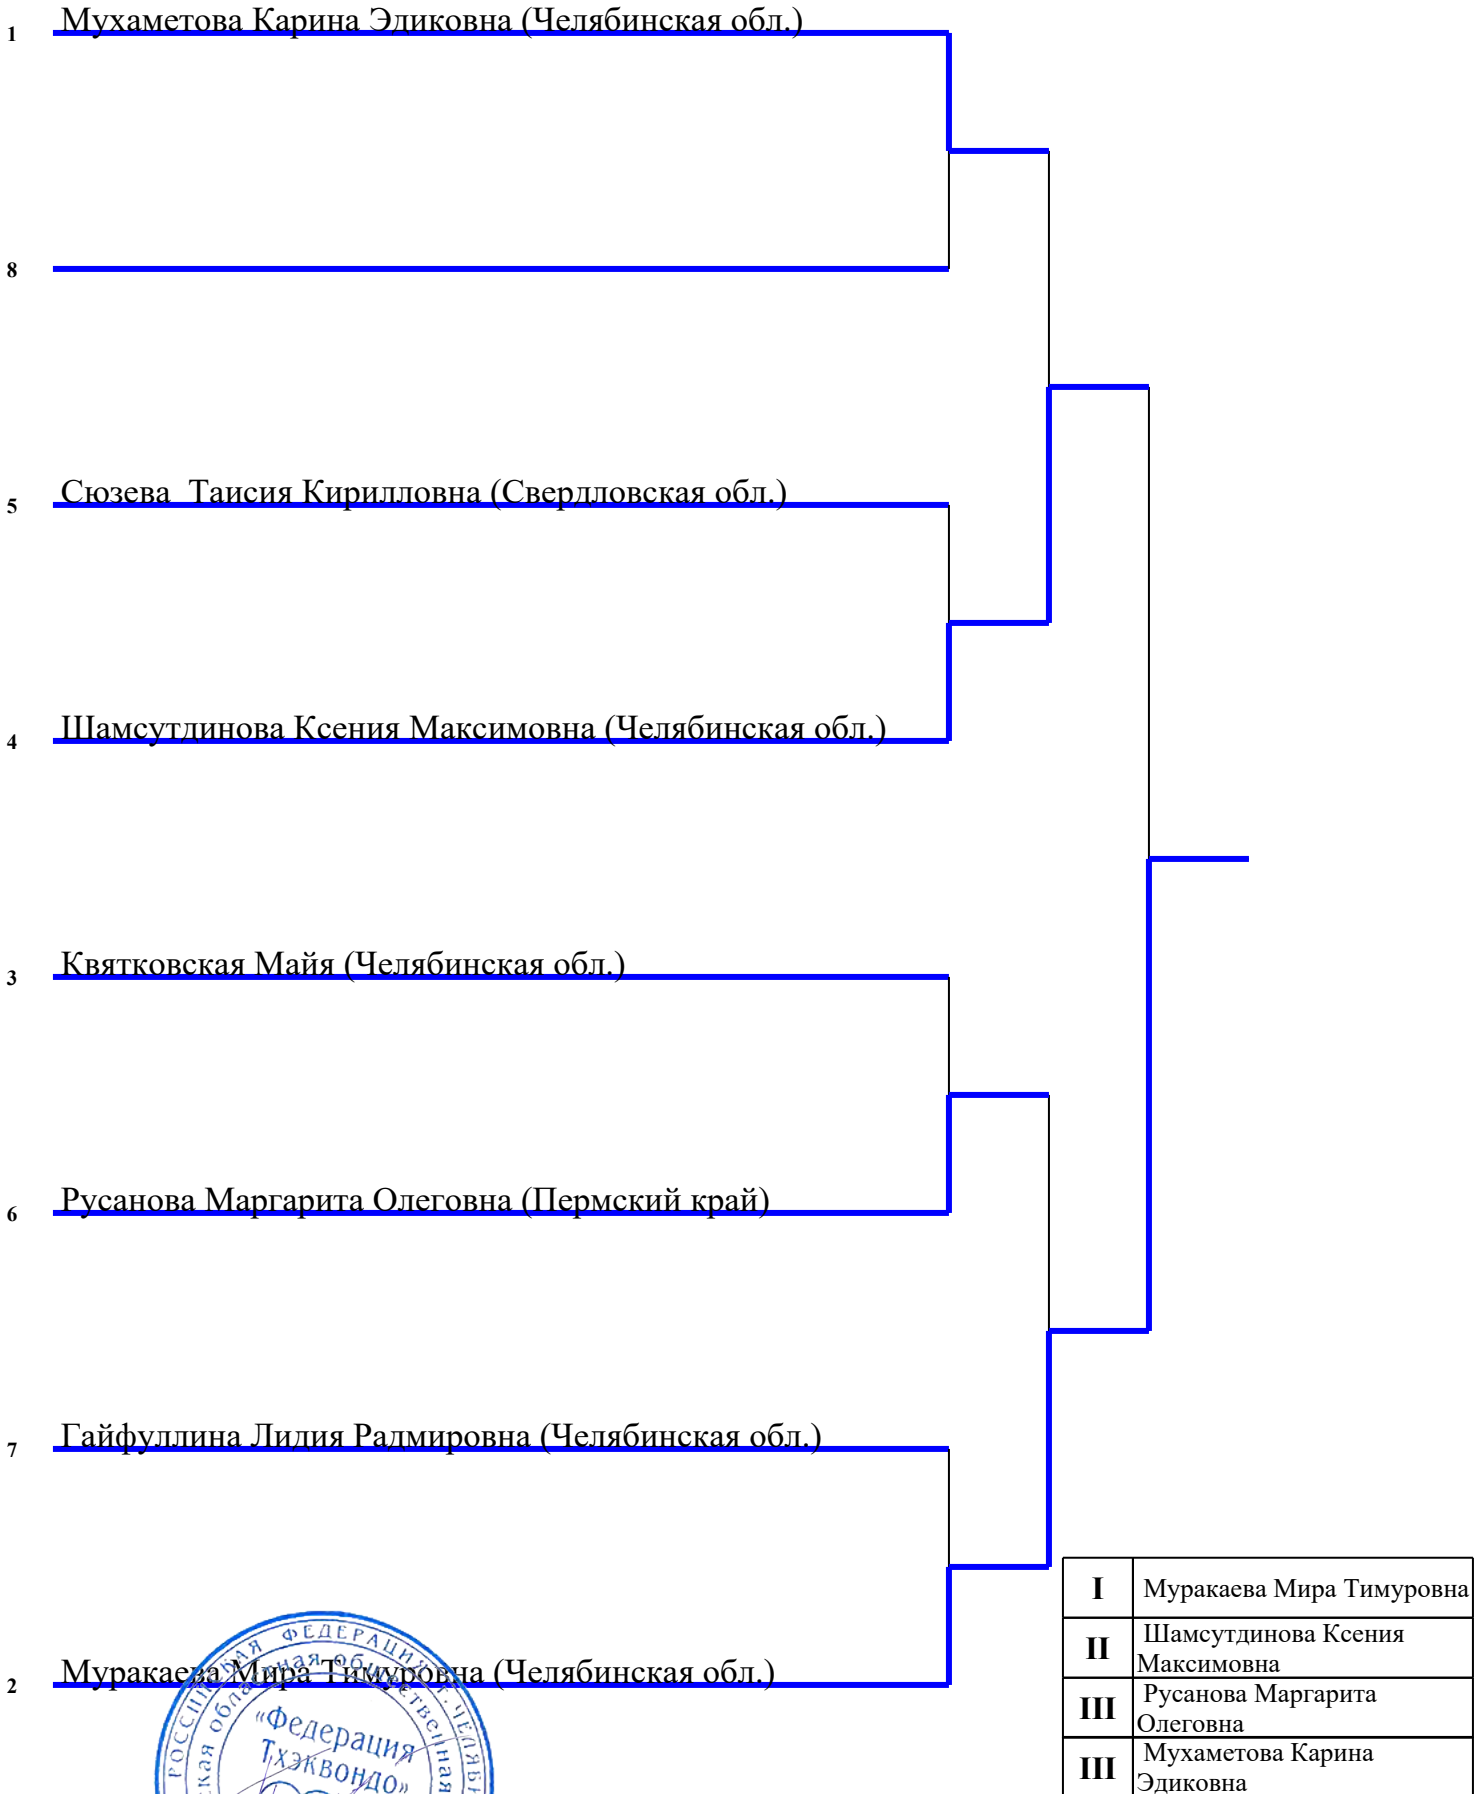 1 Мухаметова Карина Эдиковна (Челябинская обл.)
8
5 Сюзева Таисия Кирилловна (Свердловская обл.)
4 Шамсутдинова Ксения Максимовна (Челябинская обл.)
3 Квятковская Майя (Челябинская обл.)
6 Русанова Маргарита Олеговна (Пермский край)
7 Гайфуллина Лидия Радмировна (Челябинская обл.)
2 Муракаева Мира Тимуровна (Челябинская обл.)
ФЕДЕРАЦИЯ
областная общественная
«Федерация
Тхэквондо»
I Муракаева Мира Тимуровна
II Шамсутдинова Ксения
Максимовна
III Русанова Маргарита
Олеговна
III Мухаметова Карина
Эдиковна